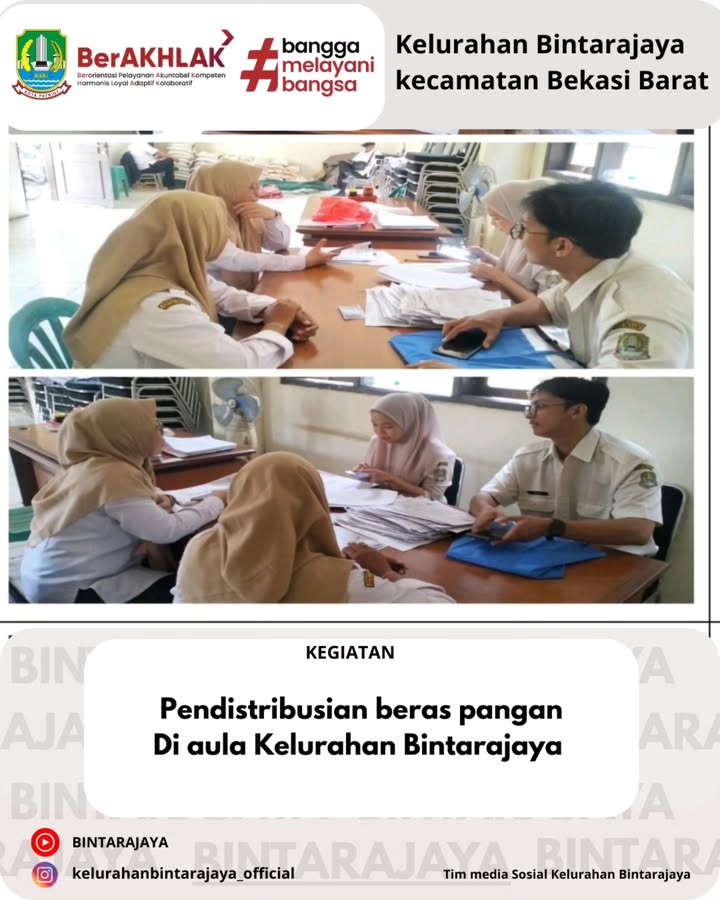 BerAKHLAK
Berorientasi Pelayanan Akuntabel Kompeten
Harmonis Loyal Adaptif Kolaboratif
#bangga
melayani
bangsa
Kelurahan Bintarajaya
kecamatan Bekasi Barat
KEGIATAN
Pendistribusian beras pangan
Di aula Kelurahan Bintarajaya
BINTARAJAYA
kelurahanbintarajaya_official
BINTARAJAYA
Tim media Sosial Kelurahan Bintarajaya